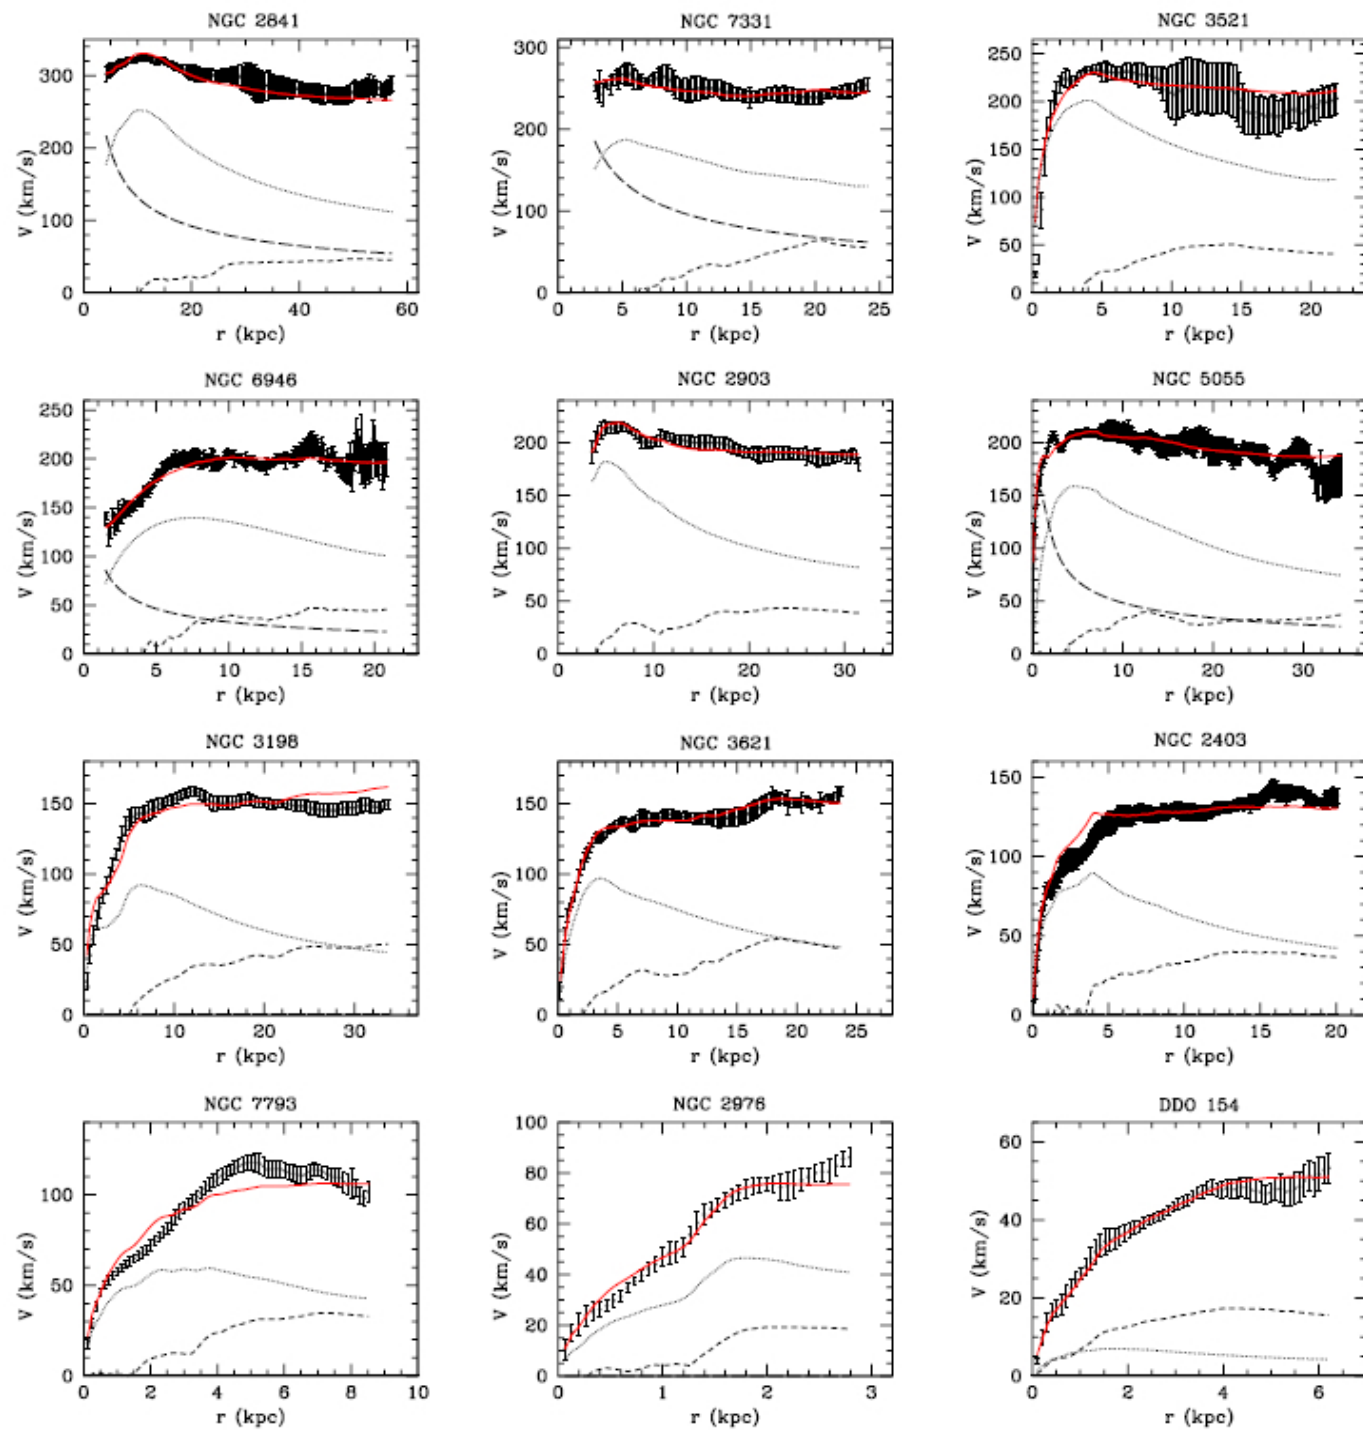 NGC 2841
NGC 7331
NGC 3521
V (km/s)
300
200
100
0
0 20 40 60
r (kpc)
V (km/s)
300
200
100
0
0 5 10 15 20 25
r (kpc)
V (km/s)
250
200
150
100
50
0
0 5 10 15 20
r (kpc)
NGC 6946
NGC 2903
NGC 5055
V (km/s)
250
200
150
100
50
0
0 5 10 15 20
r (kpc)
V (km/s)
200
150
100
50
0
0 10 20 30
r (kpc)
V (km/s)
200
150
100
50
0
0 10 20 30
r (kpc)
NGC 3198
NGC 3621
NGC 2403
V (km/s)
150
100
50
0
0 10 20 30
r (kpc)
V (km/s)
150
100
50
0
0 5 10 15 20 25
r (kpc)
V (km/s)
150
100
50
0
0 5 10 15 20
r (kpc)
NGC 7793
NGC 2976
DDO 154
V (km/s)
100
50
0
0 2 4 6 8 10
r (kpc)
V (km/s)
100
80
60
40
20
0
0 1 2 3
r (kpc)
V (km/s)
60
40
20
0
0 2 4 6
r (kpc)